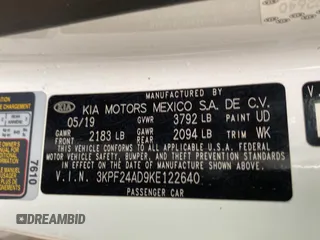 MANUFACTURED BY
KIA KIA MOTORS MEXICO S.A. DE C.V.
05/19 GVWR 3792 LB PAINT UD
GAWR FRONT 2183 LB GAWR REAR 2094 LB TRIM WK
THIS VEHICLE CONFORMS TO ALL APPLICABLE U.S. FEDERAL
MOTOR VEHICLE SAFETY, BUMPER, AND THEFT PREVENTION
STANDARDS IN EFFECT ON THE DATE OF MANUFACTURE
SHOWN ABOVE.
V.I.N. 3KPF24AD9KE122640
PASSENGER CAR
7610
DREAMBID